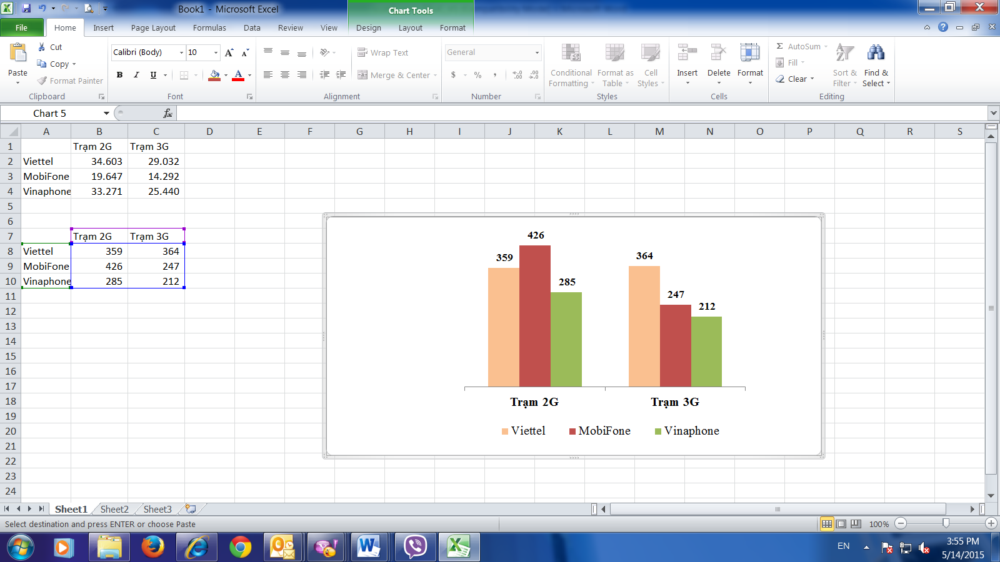 Book1 - Microsoft Excel
Chart Tools
File Home Insert Page Layout Formulas Data Review View Design Layout Format
Paste
Cut
Copy
Format Painter
Clipboard
Calibri (Body) 10
B I U A
Font
Wrap Text
Merge & Center
Alignment
General
$ % ,
Number
Conditional Formatting
Format as Table
Cell Styles
Styles
Insert Delete Format
Cells
Σ AutoSum
Fill
Clear
Sort & Filter
Find & Select
Editing
Chart 5 fx
A B C D E F G H I J K L M N O P Q R S
1 Trạm 2G Trạm 3G
2 Viettel 34.603 29.032
3 MobiFone 19.647 14.292
4 Vinaphone 33.271 25.440
5
6
7 Trạm 2G Trạm 3G
8 Viettel 359 364
9 MobiFone 426 247
10 Vinaphone 285 212
11
12
13
14
15
16
17
18
19
20
21
22
23
24
426
359
364
285
247
212
Trạm 2G Trạm 3G
Viettel MobiFone Vinaphone
Sheet1 Sheet2 Sheet3
Select destination and press ENTER or choose Paste
100%
EN
3:55 PM
5/14/2015